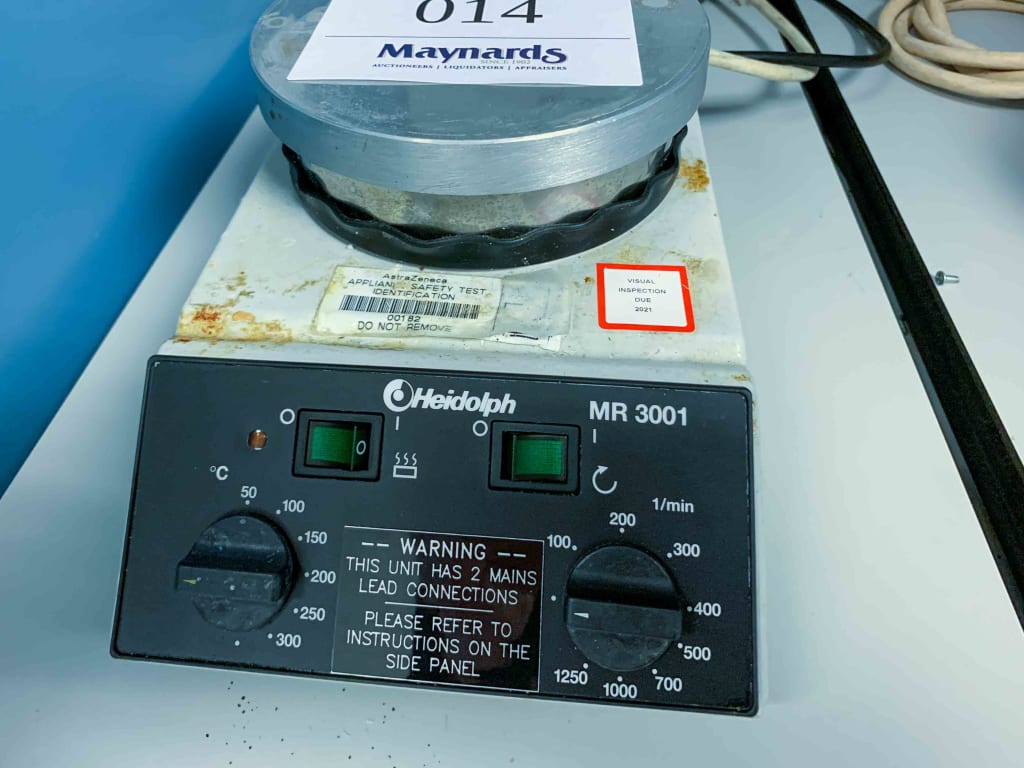 014
Maynards
SINCE 1902
AUCTIONEERS | LIQUIDATORS | APPRAISERS
AstraZeneca
SAFETY TEST
IDENTIFICATION
00182
DO NOT REMOVE
VISUAL
INSPECTION
DUE
2021
Heidolph
MR 3001
O I
O I
O
°C
50
100
150
200
250
300
-- WARNING --
THIS UNIT HAS 2 MAINS
LEAD CONNECTIONS
PLEASE REFER TO
INSTRUCTIONS ON THE
SIDE PANEL
1/min
100
200
300
400
500
700
1000
1250